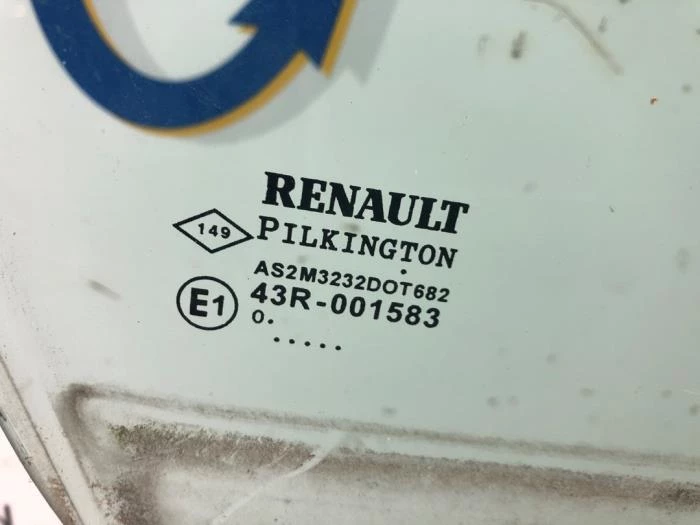 RENAULT
149 PILKINGTON
AS2M3232DOT682
E1 43R-001583
0.
.....